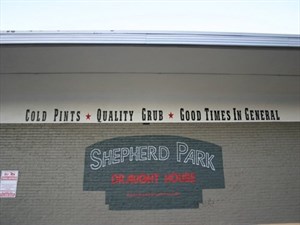 COLD PINTS ★ QUALITY GRUB ★ GOOD TIMES IN GENERAL
SHEPHERD PARK
DRAUGHT HOUSE